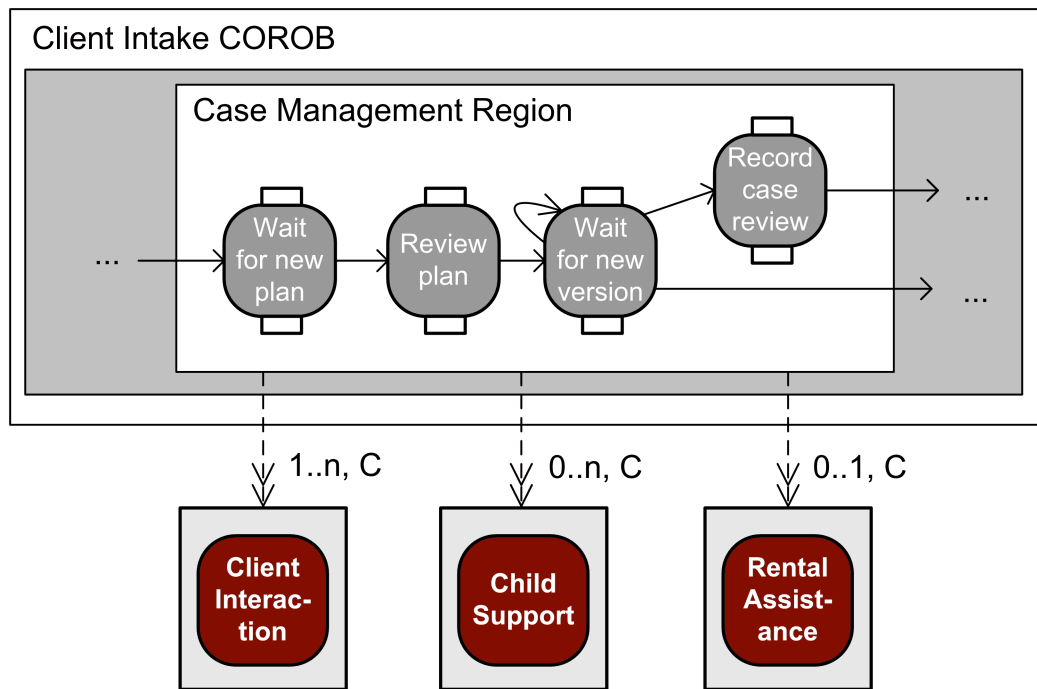 Client Intake COROB
Case Management Region
...
Wait
for new
plan
Review
plan
Wait
for new
version
Record
case
review
...
...
1..n, C
0..n, C
0..1, C
Client
Interac-
tion
Child
Support
Rental
Assist-
ance